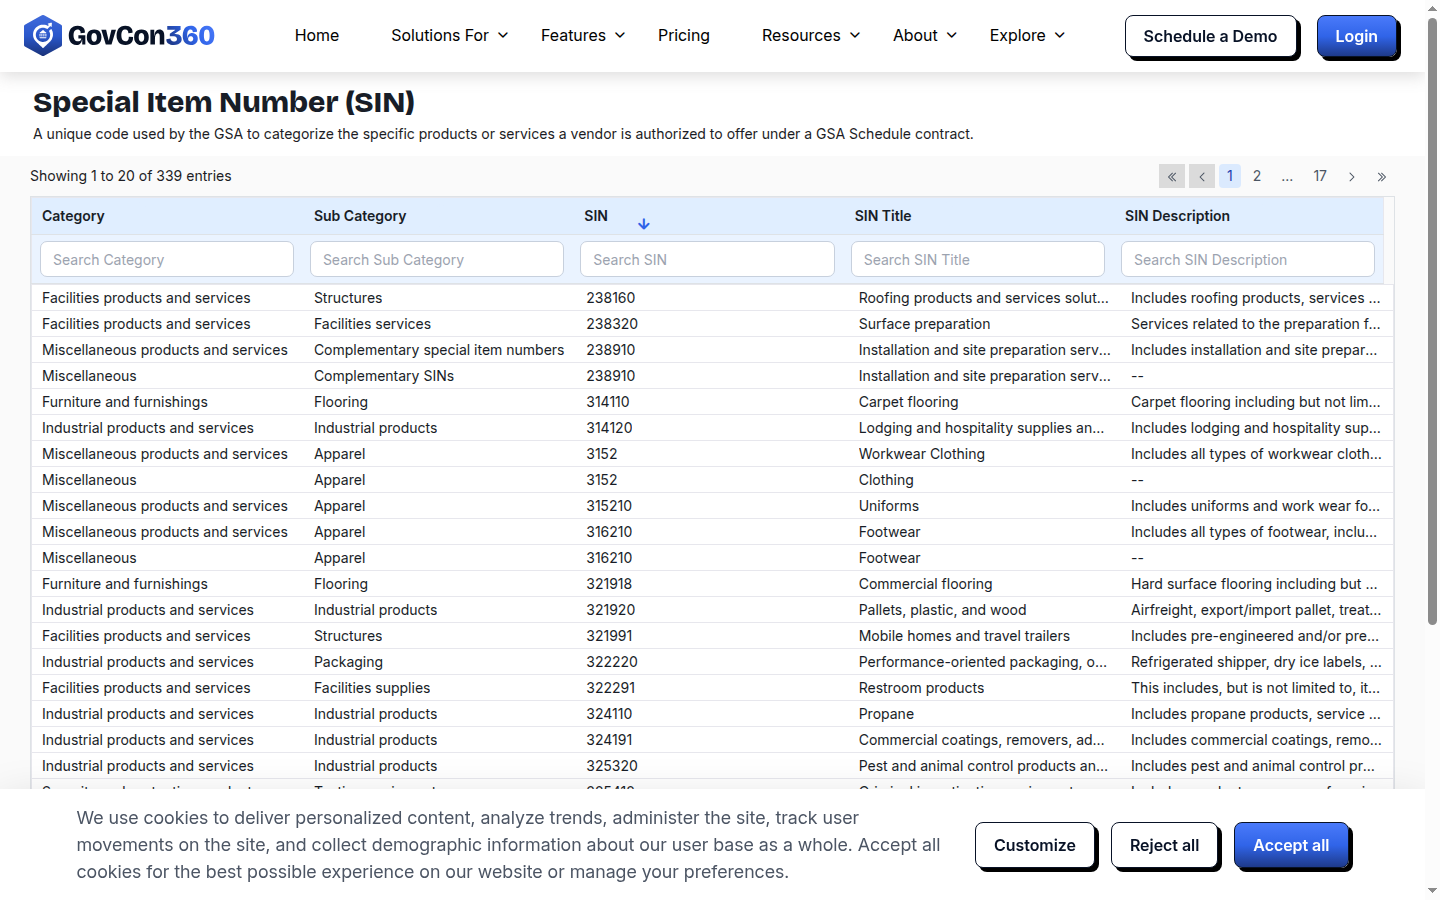 GovCon360
Home
Solutions For
Features
Pricing
Resources
About
Explore
Schedule a Demo
Login
Special Item Number (SIN)
A unique code used by the GSA to categorize the specific products or services a vendor is authorized to offer under a GSA Schedule contract.
Showing 1 to 20 of 339 entries
« ‹ 1 2 ... 17 › »
Category Sub Category SIN SIN Title SIN Description
Search Category Search Sub Category Search SIN Search SIN Title Search SIN Description
Facilities products and services Structures 238160 Roofing products and services solut... Includes roofing products, services ...
Facilities products and services Facilities services 238320 Surface preparation Services related to the preparation f...
Miscellaneous products and services Complementary special item numbers 238910 Installation and site preparation serv... Includes installation and site prepar...
Miscellaneous Complementary SINs 238910 Installation and site preparation serv... --
Furniture and furnishings Flooring 314110 Carpet flooring Carpet flooring including but not lim...
Industrial products and services Industrial products 314120 Lodging and hospitality supplies an... Includes lodging and hospitality sup...
Miscellaneous products and services Apparel 3152 Workwear Clothing Includes all types of workwear cloth...
Miscellaneous Apparel 3152 Clothing --
Miscellaneous products and services Apparel 315210 Uniforms Includes uniforms and work wear fo...
Miscellaneous products and services Apparel 316210 Footwear Includes all types of footwear, inclu...
Miscellaneous Apparel 316210 Footwear --
Furniture and furnishings Flooring 321918 Commercial flooring Hard surface flooring including but ...
Industrial products and services Industrial products 321920 Pallets, plastic, and wood Airfreight, export/import pallet, treat...
Facilities products and services Structures 321991 Mobile homes and travel trailers Includes pre-engineered and/or pre...
Industrial products and services Packaging 322220 Performance-oriented packaging, o... Refrigerated shipper, dry ice labels, ...
Facilities products and services Facilities supplies 322291 Restroom products This includes, but is not limited to, it...
Industrial products and services Industrial products 324110 Propane Includes propane products, service ...
Industrial products and services Industrial products 324191 Commercial coatings, removers, ad... Includes commercial coatings, remo...
Industrial products and services Industrial products 325320 Pest and animal control products an... Includes pest and animal control pr...
We use cookies to deliver personalized content, analyze trends, administer the site, track user
movements on the site, and collect demographic information about our user base as a whole. Accept all
cookies for the best possible experience on our website or manage your preferences.
Customize
Reject all
Accept all